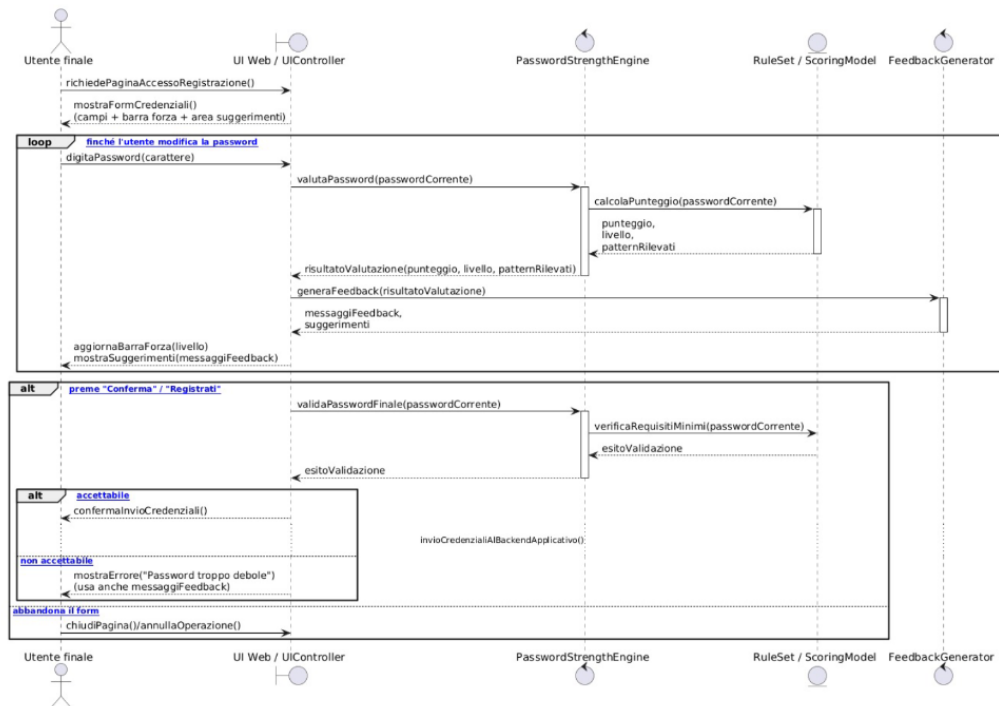 Utente finale
UI Web / UIController
PasswordStrengthEngine
RuleSet / ScoringModel
FeedbackGenerator
richiedePaginaAccessoRegistrazione()
mostraFormCredenziali()
(campi + barra forza + area suggerimenti)
loop
finché l'utente modifica la password
digitaPassword(carattere)
valutaPassword(passwordCorrente)
calcolaPunteggio(passwordCorrente)
punteggio,
livello,
patternRilevati
risultatoValutazione(punteggio, livello, patternRilevati)
generaFeedback(risultatoValutazione)
messaggiFeedback,
suggerimenti
aggiornaBarraForza(livello)
mostraSuggerimenti(messaggiFeedback)
alt
preme "Conferma" / "Registrati"
validaPasswordFinale(passwordCorrente)
verificaRequisitiMinimi(passwordCorrente)
esitoValidazione
esitoValidazione
alt
accettabile
confermaInvioCredenziali()
invioCredenzialiAlBackendApplicativo()
non accettabile
mostraErrore("Password troppo debole")
(usa anche messaggiFeedback)
abbandona il form
chiudiPagina()/annullaOperazione()
Utente finale
UI Web / UIController
PasswordStrengthEngine
RuleSet / ScoringModel
FeedbackGenerator